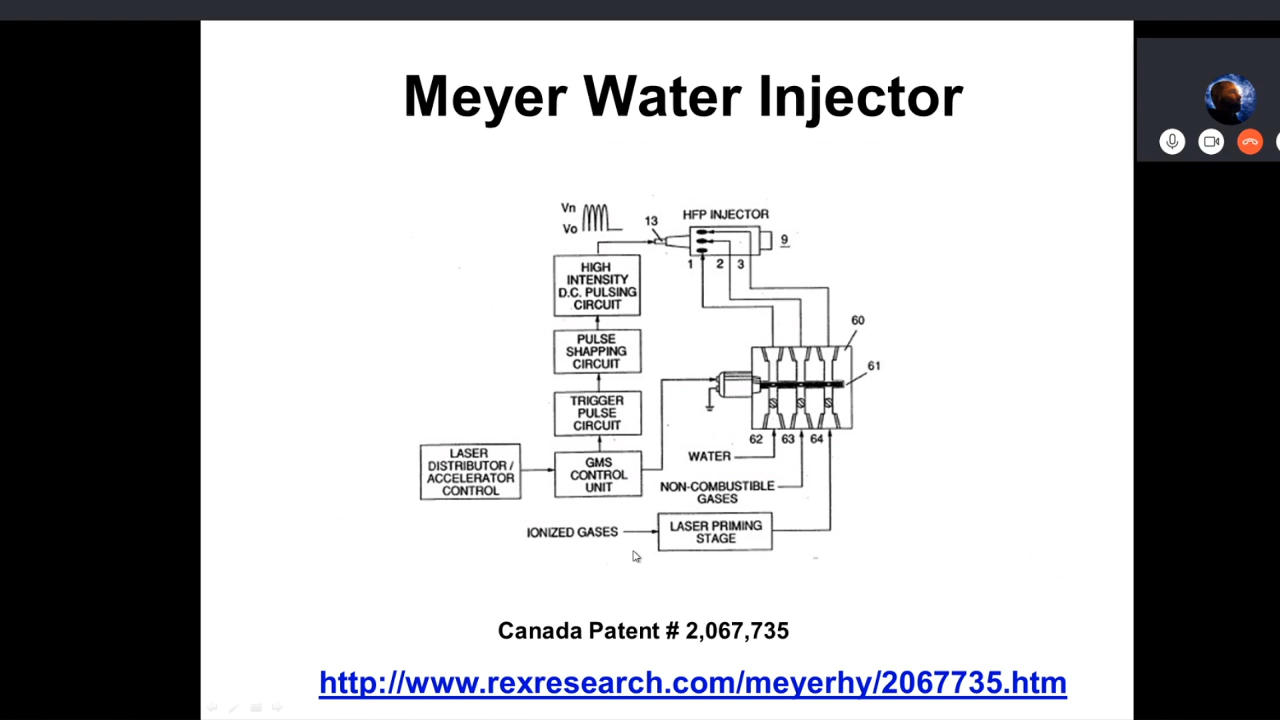 Meyer Water Injector
Vn
Vo
13
HFP INJECTOR
9
1 2 3
HIGH
INTENSITY
D.C. PULSING
CIRCUIT
PULSE
SHAPPING
CIRCUIT
TRIGGER
PULSE
CIRCUIT
LASER
DISTRIBUTOR /
ACCELERATOR
CONTROL
GMS
CONTROL
UNIT
60
61
62 63 64
WATER
NON-COMBUSTIBLE
GASES
IONIZED GASES
LASER PRIMING
STAGE
Canada Patent # 2,067,735
http://www.rexresearch.com/meyerhy/2067735.htm